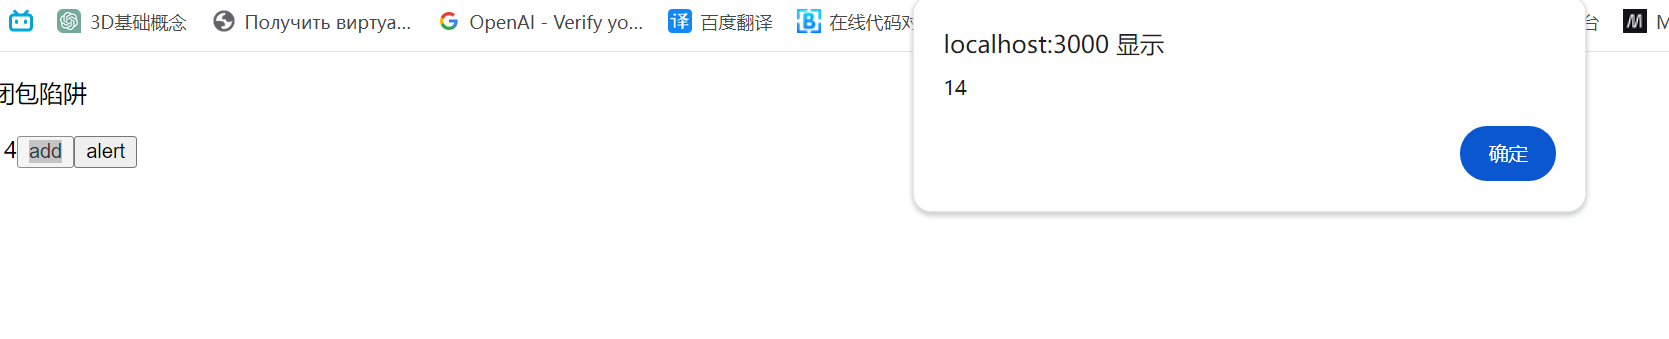 3D基础概念 Получить виртуа... OpenAI - Verify yo... 百度翻译 在线代码对 台
localhost:3000 显示
14
闭包陷阱
4 add alert
确定